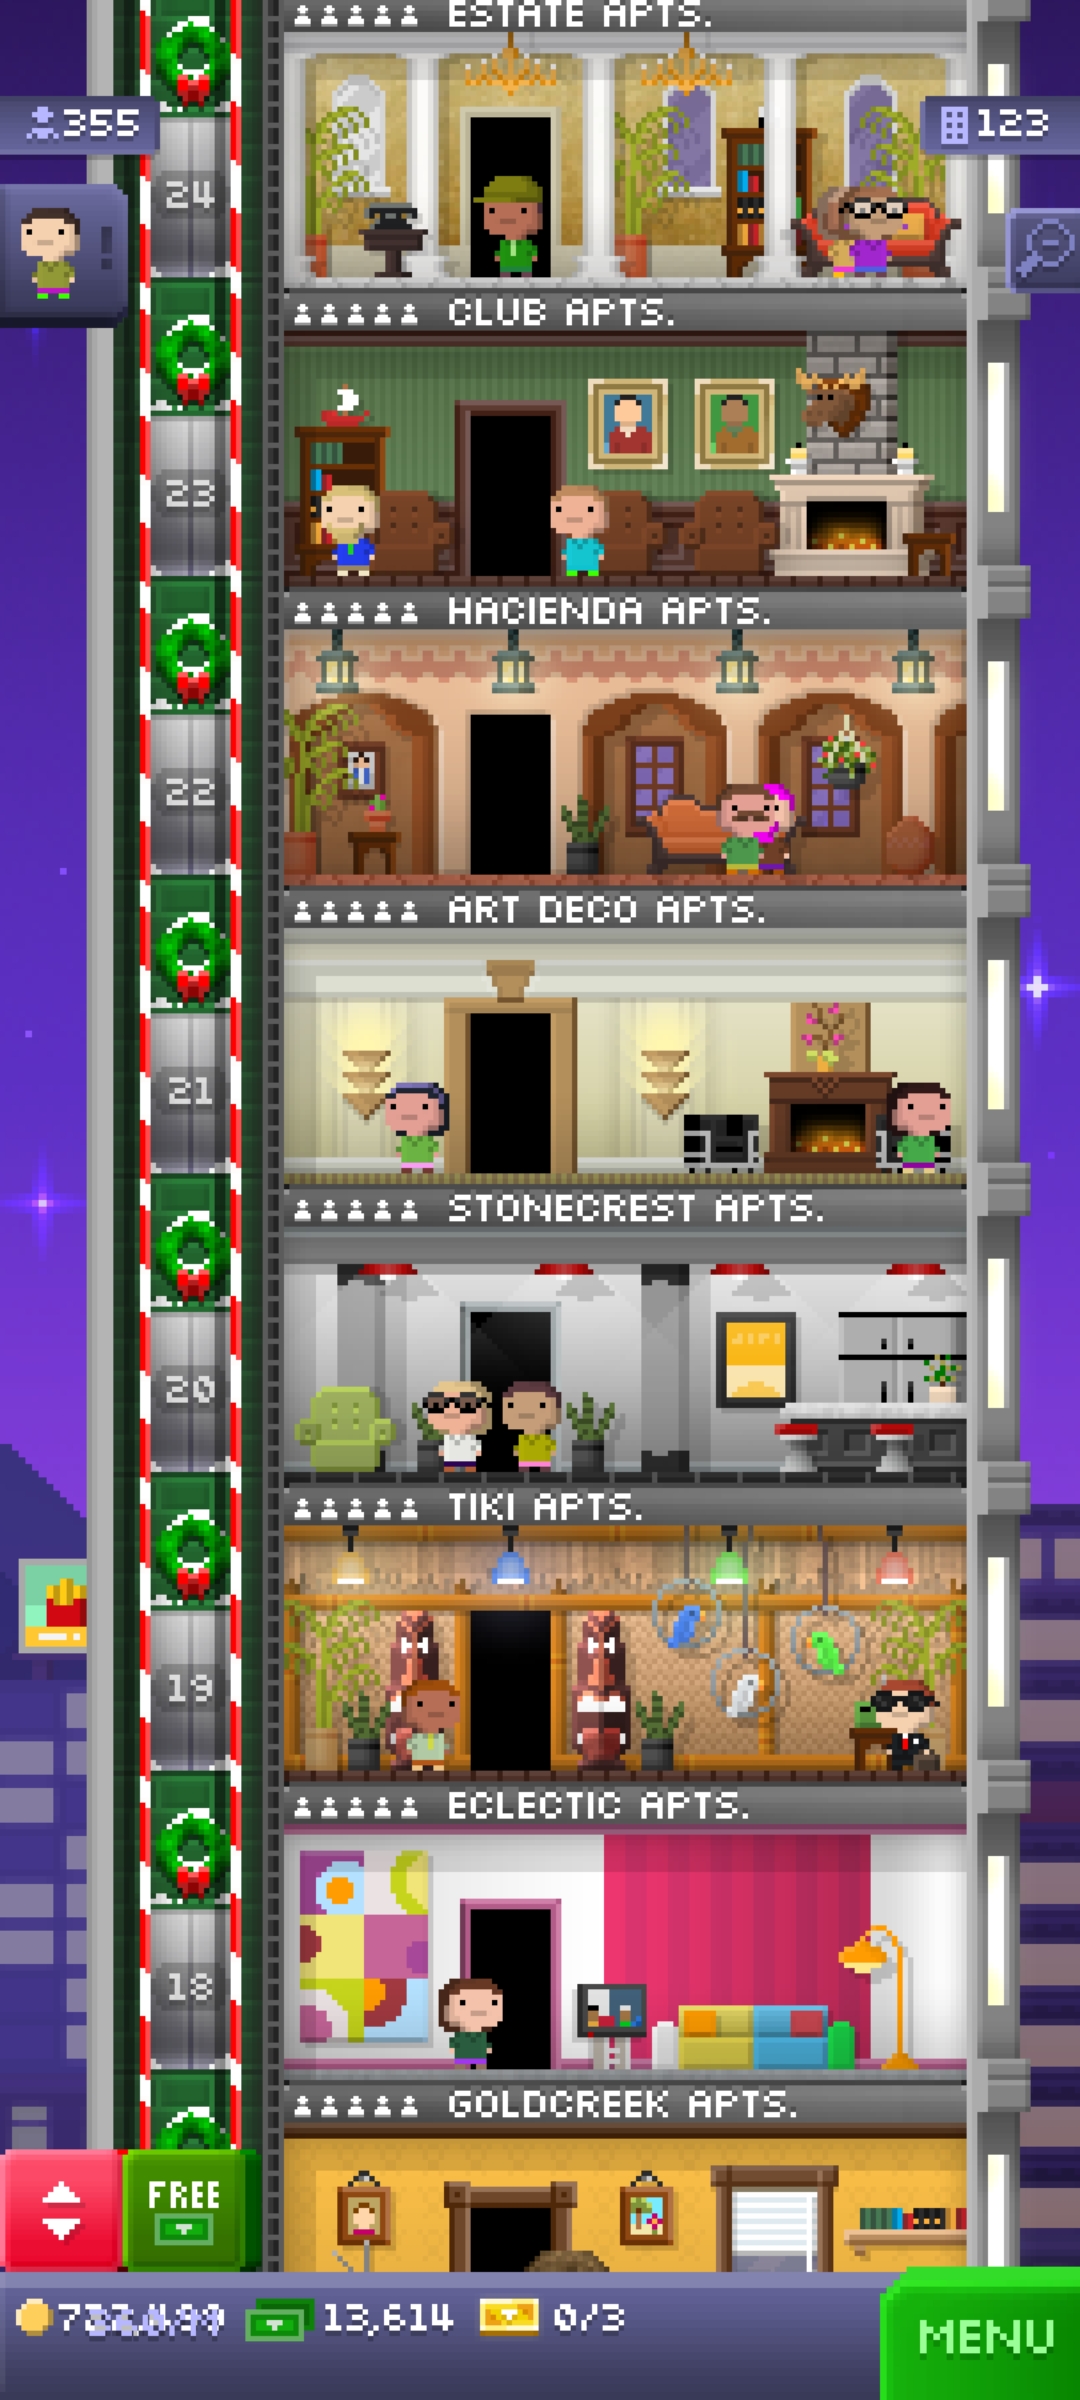 ESTATE APTS.
355
123
24
!
CLUB APTS.
23
HACIENDA APTS.
22
ART DECO APTS.
21
STONECREST APTS.
20
TIKI APTS.
19
ECLECTIC APTS.
18
GOLDCREEK APTS.
FREE
13,614
0/3
MENU